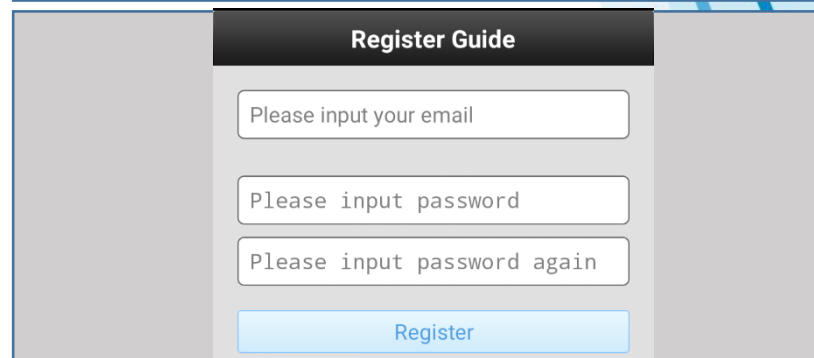 Register Guide
Please input your email
Please input password
Please input password again
Register